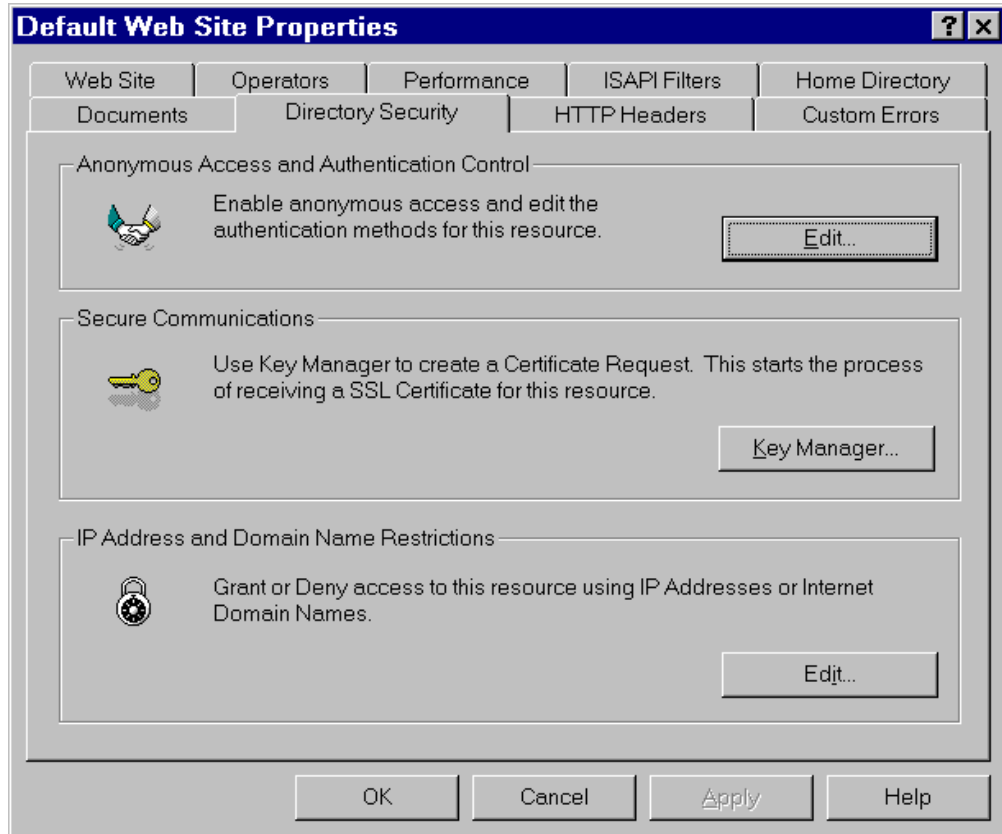 Default Web Site Properties
Web Site Operators Performance ISAPI Filters Home Directory
Documents Directory Security HTTP Headers Custom Errors
Anonymous Access and Authentication Control
Enable anonymous access and edit the
authentication methods for this resource.
Edit...
Secure Communications
Use Key Manager to create a Certificate Request. This starts the process
of receiving a SSL Certificate for this resource.
Key Manager...
IP Address and Domain Name Restrictions
Grant or Deny access to this resource using IP Addresses or Internet
Domain Names.
Edit...
OK Cancel Apply Help